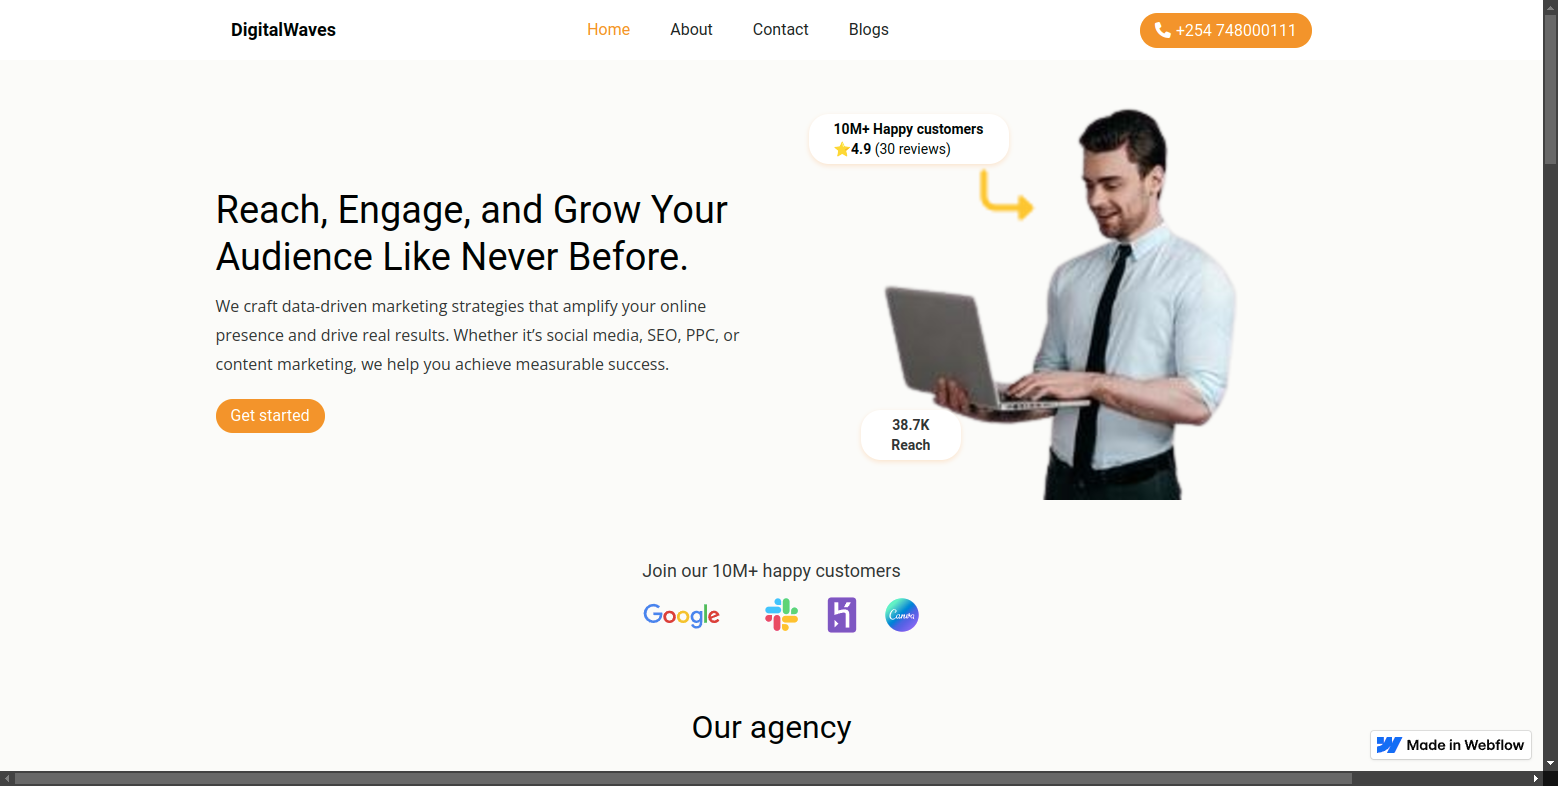 DigitalWaves
Home
About
Contact
Blogs
+254 748000111
10M+ Happy customers
⭐4.9 (30 reviews)
Reach, Engage, and Grow Your
Audience Like Never Before.
We craft data-driven marketing strategies that amplify your online
presence and drive real results. Whether it’s social media, SEO, PPC, or
content marketing, we help you achieve measurable success.
Get started
38.7K
Reach
Join our 10M+ happy customers
Google
Canva
Our agency
Made in Webflow